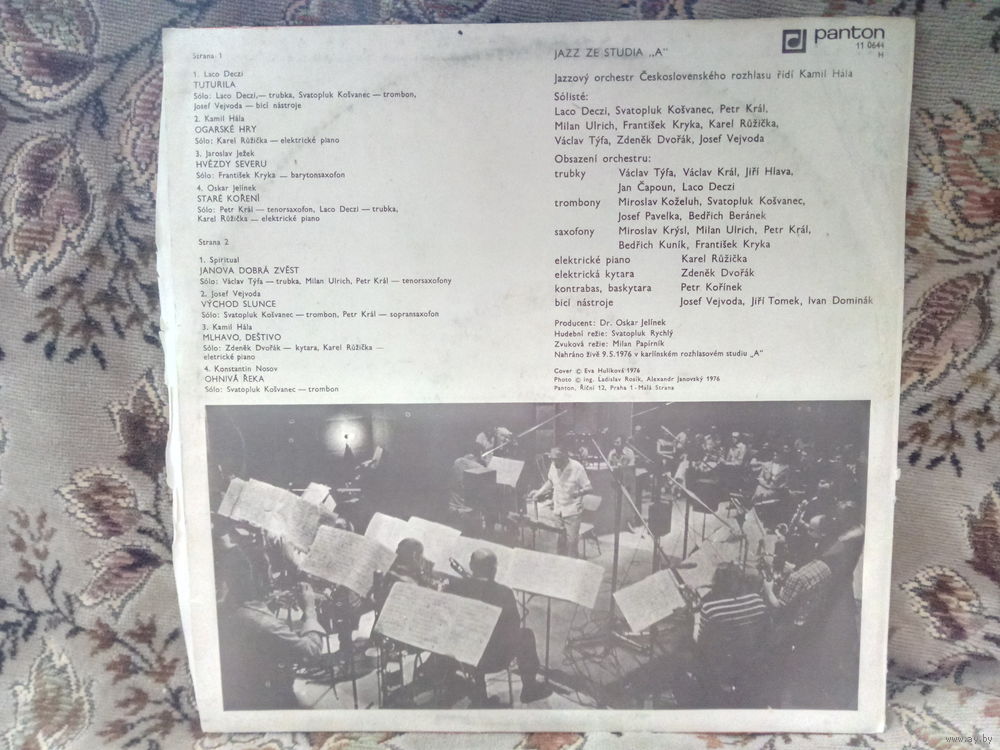 Strana 1
1. Laco Deczi
TUTURILA
Sólo: Laco Deczi,— trubka, Svatopluk Košvanec — trombon,
Josef Vejvoda — bicí nástroje
2. Kamil Hála
OGARSKÉ HRY
Sólo: Karel Růžička — elektrické piano
3. Jaroslav Ježek
HVĚZDY SEVERU
Sólo: František Kryka — barytonsaxofon
4. Oskar Jelínek
STARÉ KOŘENÍ
Sólo: Petr Král — tenorsaxofon, Laco Deczi — trubka,
Karel Růžička — elektrické piano
Strana 2
1. Spiritual
JANOVA DOBRÁ ZVĚST
Sólo: Václav Týfa — trubka, Milan Ulrich, Petr Král — tenorsaxofony
2. Josef Vejvoda
VÝCHOD SLUNCE
Sólo: Svatopluk Košvanec — trombon, Petr Král — sopransaxofon
3. Kamil Hála
MLHAVO, DEŠTIVO
Sólo: Zdeněk Dvořák — kytara, Karel Růžička —
eletrické piano
4. Konstantin Nosov
OHNIVÁ ŘEKA
Sólo: Svatopluk Košvanec — trombon
panton
11 0644
H
JAZZ ZE STUDIA „A"
Jazzový orchestr Československého rozhlasu řídí Kamil Hála
Sólisté:
Laco Deczi, Svatopluk Košvanec, Petr Král,
Milan Ulrich, František Kryka, Karel Růžička,
Václav Týfa, Zdeněk Dvořák, Josef Vejvoda
Obsazení orchestru:
trubky Václav Týfa, Václav Král, Jiří Hlava,
Jan Čapoun, Laco Deczi
trombony Miroslav Koželuh, Svatopluk Košvanec,
Josef Pavelka, Bedřich Beránek
saxofony Miroslav Krýsl, Milan Ulrich, Petr Král,
Bedřich Kuník, František Kryka
elektrické piano Karel Růžička
elektrická kytara Zdeněk Dvořák
kontrabas, baskytara Petr Kořínek
bicí nástroje Josef Vejvoda, Jiří Tomek, Ivan Dominák
Producent: Dr. Oskar Jelínek
Hudební režie: Svatopluk Rychlý
Zvuková režie: Milan Papírník
Nahráno živě 9.5.1976 v karlínském rozhlasovém studiu „A"
Cover © Eva Hulíková 1976
Photo © ing. Ladislav Rosík, Alexandr Janovský 1976
Panton, Říční 12, Praha 1 - Malá Strana
www.ay.by